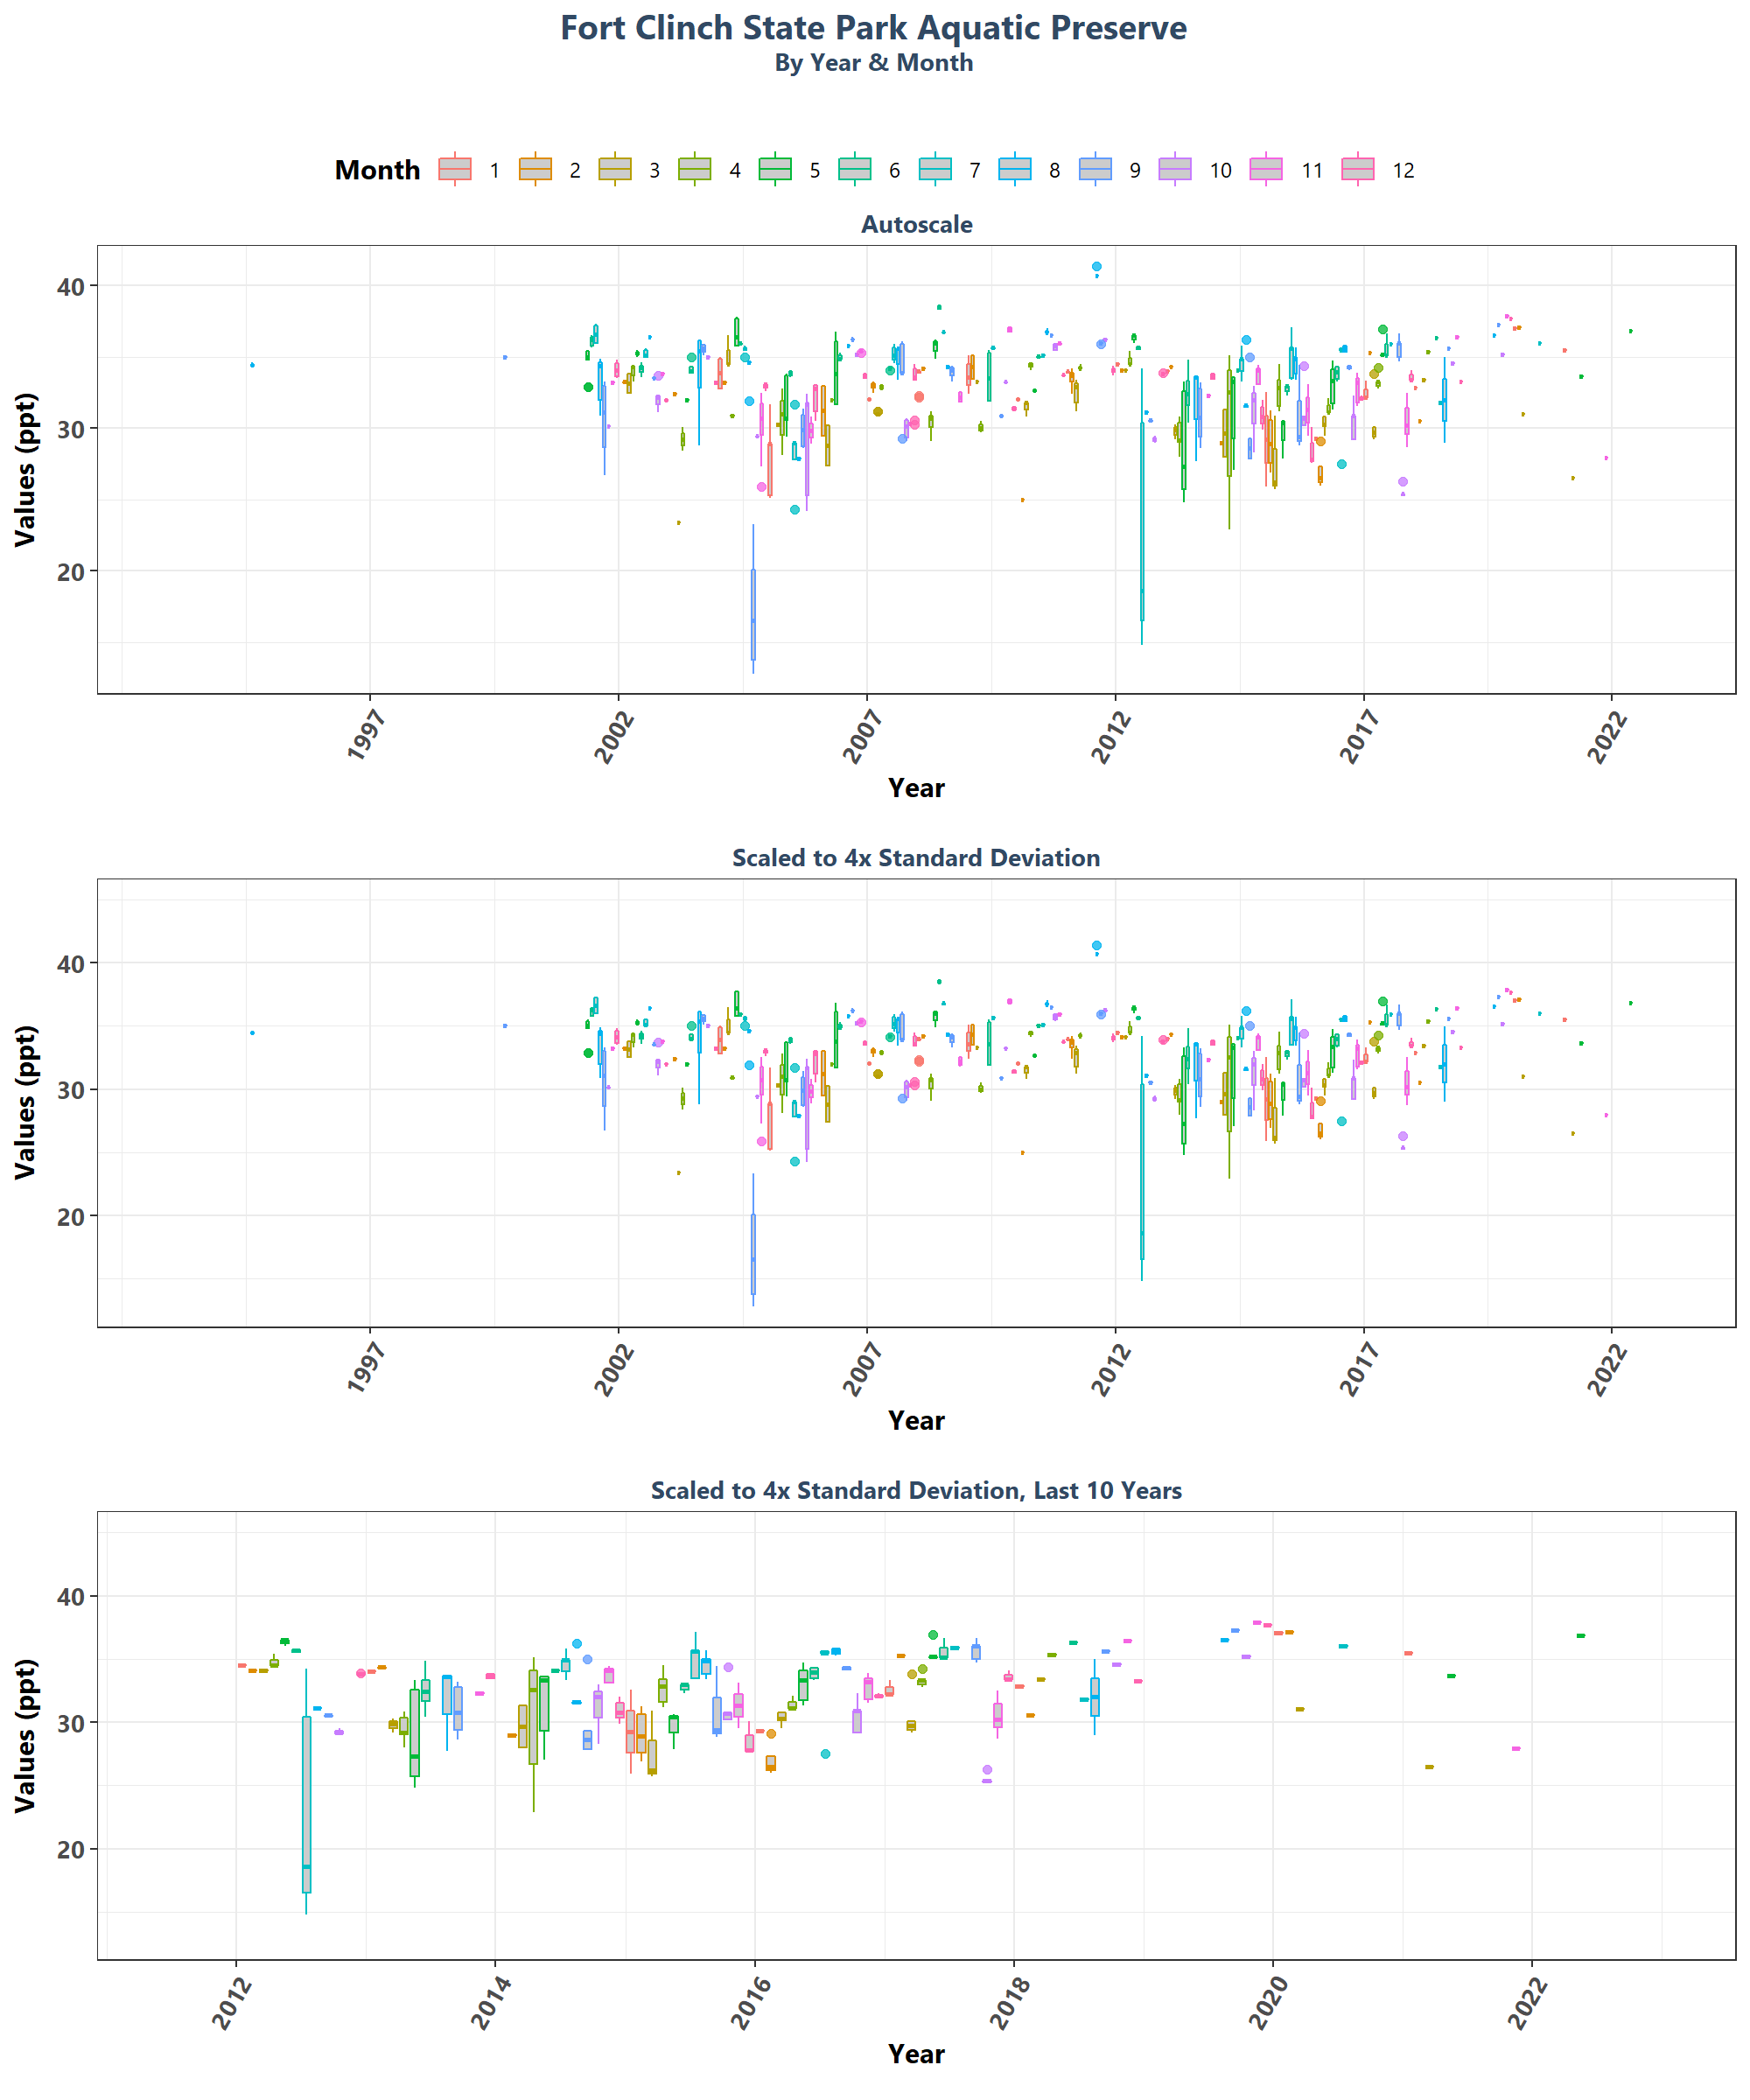 Fort Clinch State Park Aquatic Preserve
By Year & Month
Month 1 2 3 4 5 6 7 8 9 10 11 12
Autoscale
Values (ppt)
40
30
20
1997 2002 2007 2012 2017 2022
Year
Scaled to 4x Standard Deviation
Values (ppt)
40
30
20
1997 2002 2007 2012 2017 2022
Year
Scaled to 4x Standard Deviation, Last 10 Years
Values (ppt)
40
30
20
2012 2014 2016 2018 2020 2022
Year